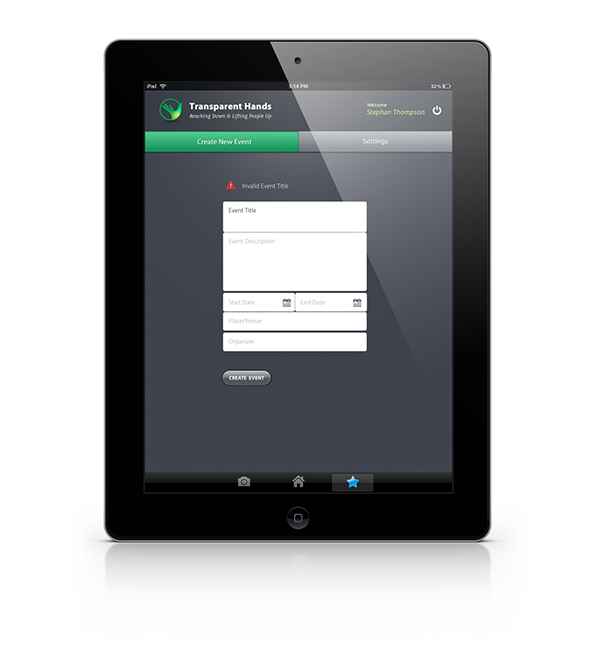 iPad 3:14 PM 32%
Transparent Hands
Reaching Down & Lifting People Up
Welcome
Stephan Thompson
Create New Event Settings
Invalid Event Title
Event Title
Event Description
Start Date End Date
Place/Venue
Organizer
CREATE EVENT